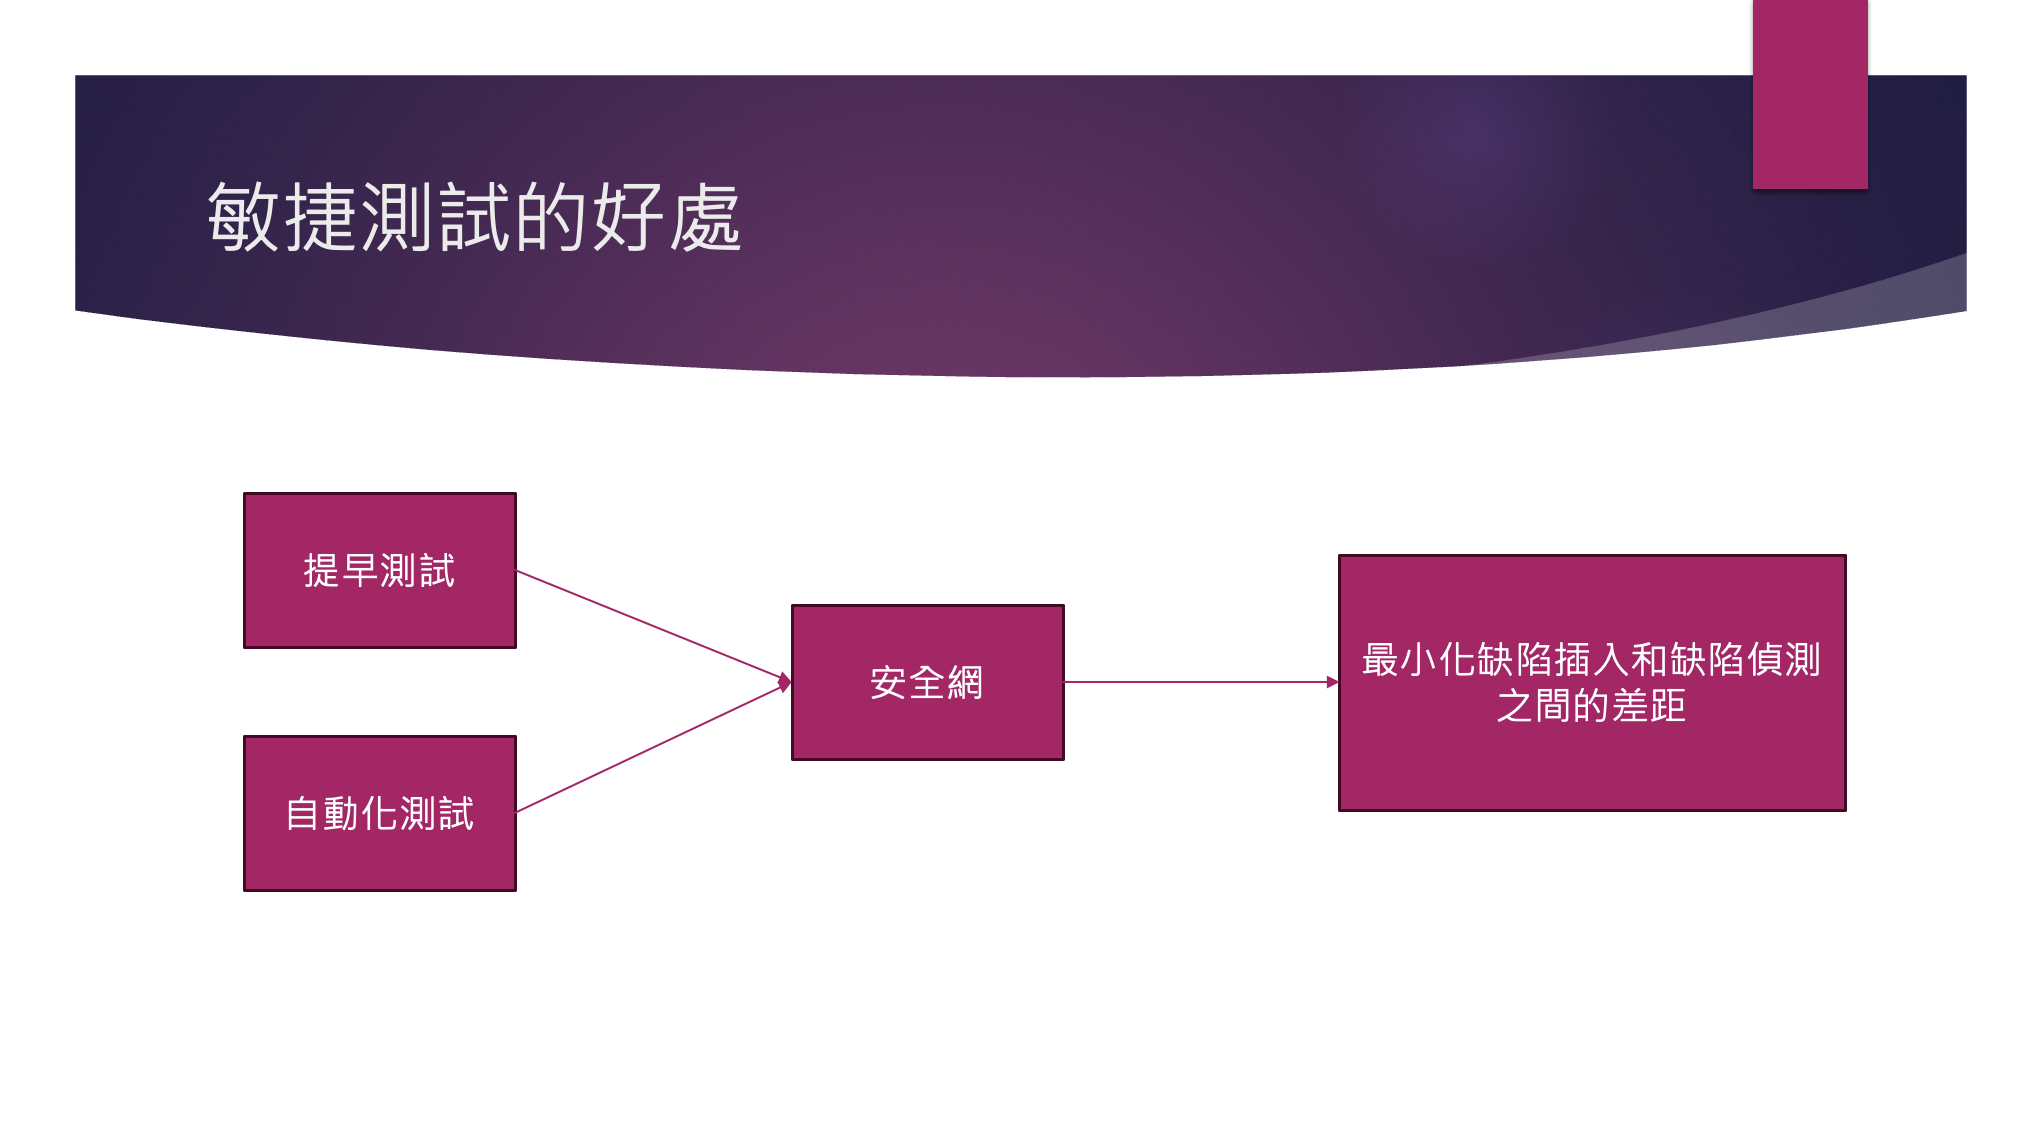 敏捷測試的好處
提早測試
自動化測試
安全網
最小化缺陷插入和缺陷偵測
之間的差距